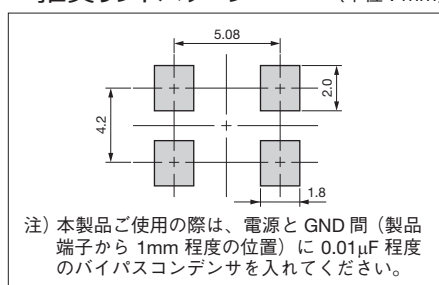 5.08
2.0
4.2
1.8
注）本製品ご使用の際は、電源と GND 間（製品
端子から 1mm 程度の位置）に 0.01μF 程度
のバイパスコンデンサを入れてください。